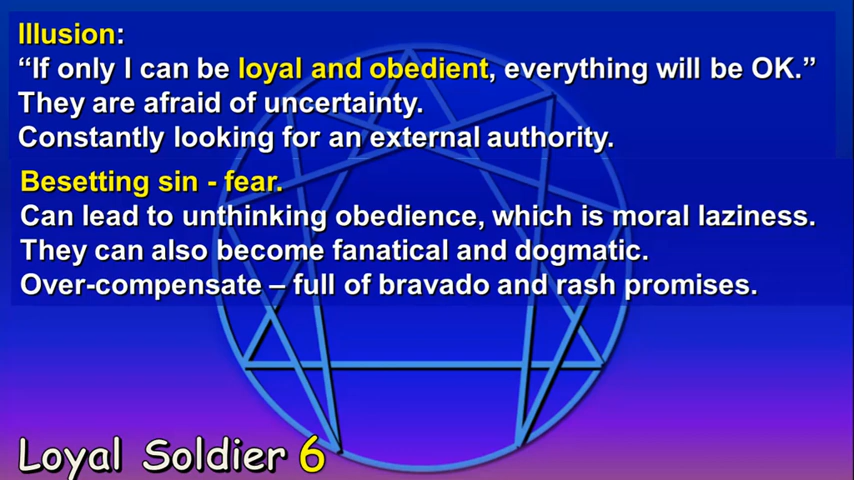 Illusion:
“If only I can be loyal and obedient, everything will be OK.”
They are afraid of uncertainty.
Constantly looking for an external authority.
Besetting sin - fear.
Can lead to unthinking obedience, which is moral laziness.
They can also become fanatical and dogmatic.
Over-compensate – full of bravado and rash promises.
Loyal Soldier 6